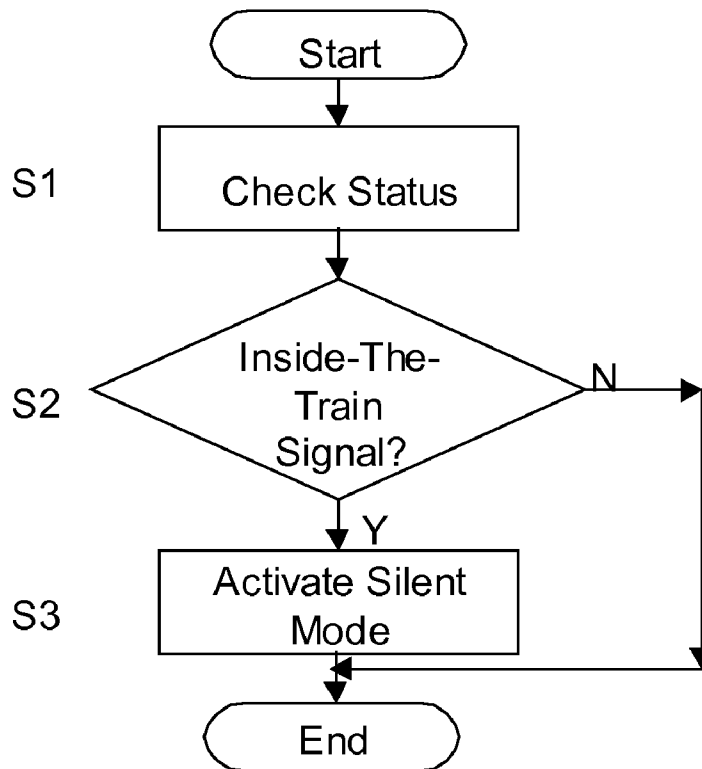 Start
S1
Check Status
Inside-The-
Train
Signal?
N
S2
Y
Activate Silent
Mode
S3
End